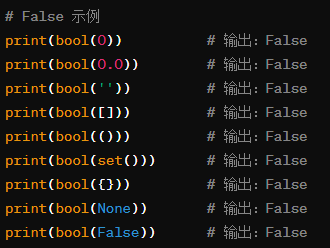 # False 示例
print(bool(0))          # 输出：False
print(bool(0.0))        # 输出：False
print(bool(''))         # 输出：False
print(bool([]))         # 输出：False
print(bool(()))         # 输出：False
print(bool(set()))      # 输出：False
print(bool({}))         # 输出：False
print(bool(None))       # 输出：False
print(bool(False))      # 输出：False